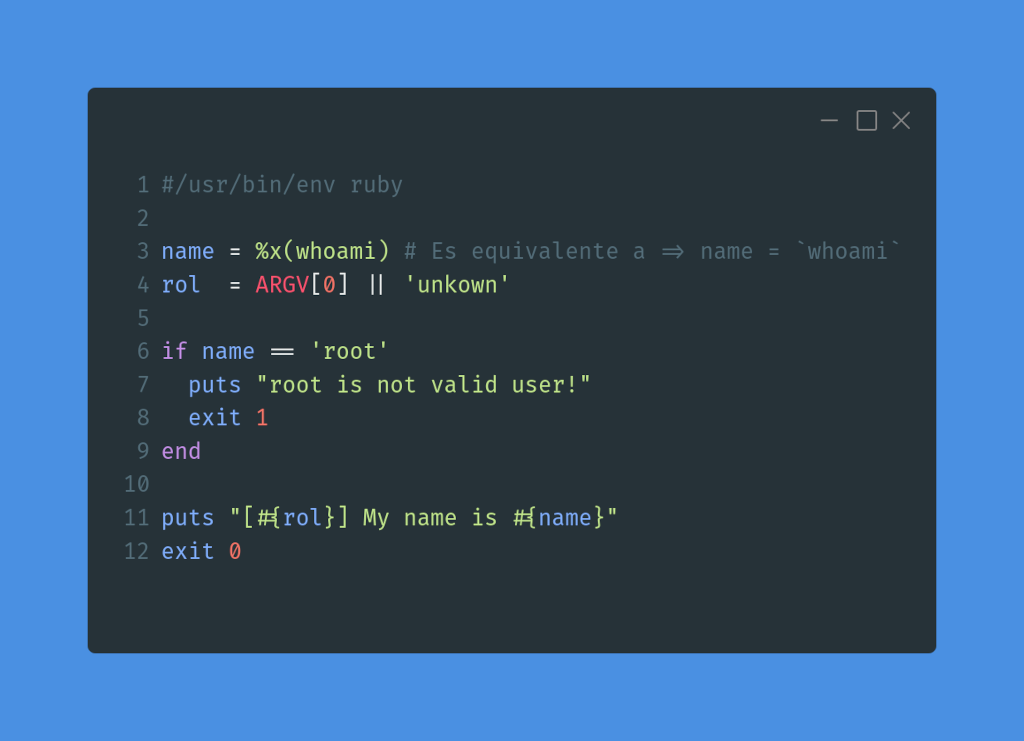 1 #/usr/bin/env ruby
2
3 name = %x(whoami) # Es equivalente a => name = `whoami`
4 rol  = ARGV[0] || 'unkown'
5
6 if name == 'root'
7   puts "root is not valid user!"
8   exit 1
9 end
10
11 puts "[#{rol}] My name is #{name}"
12 exit 0